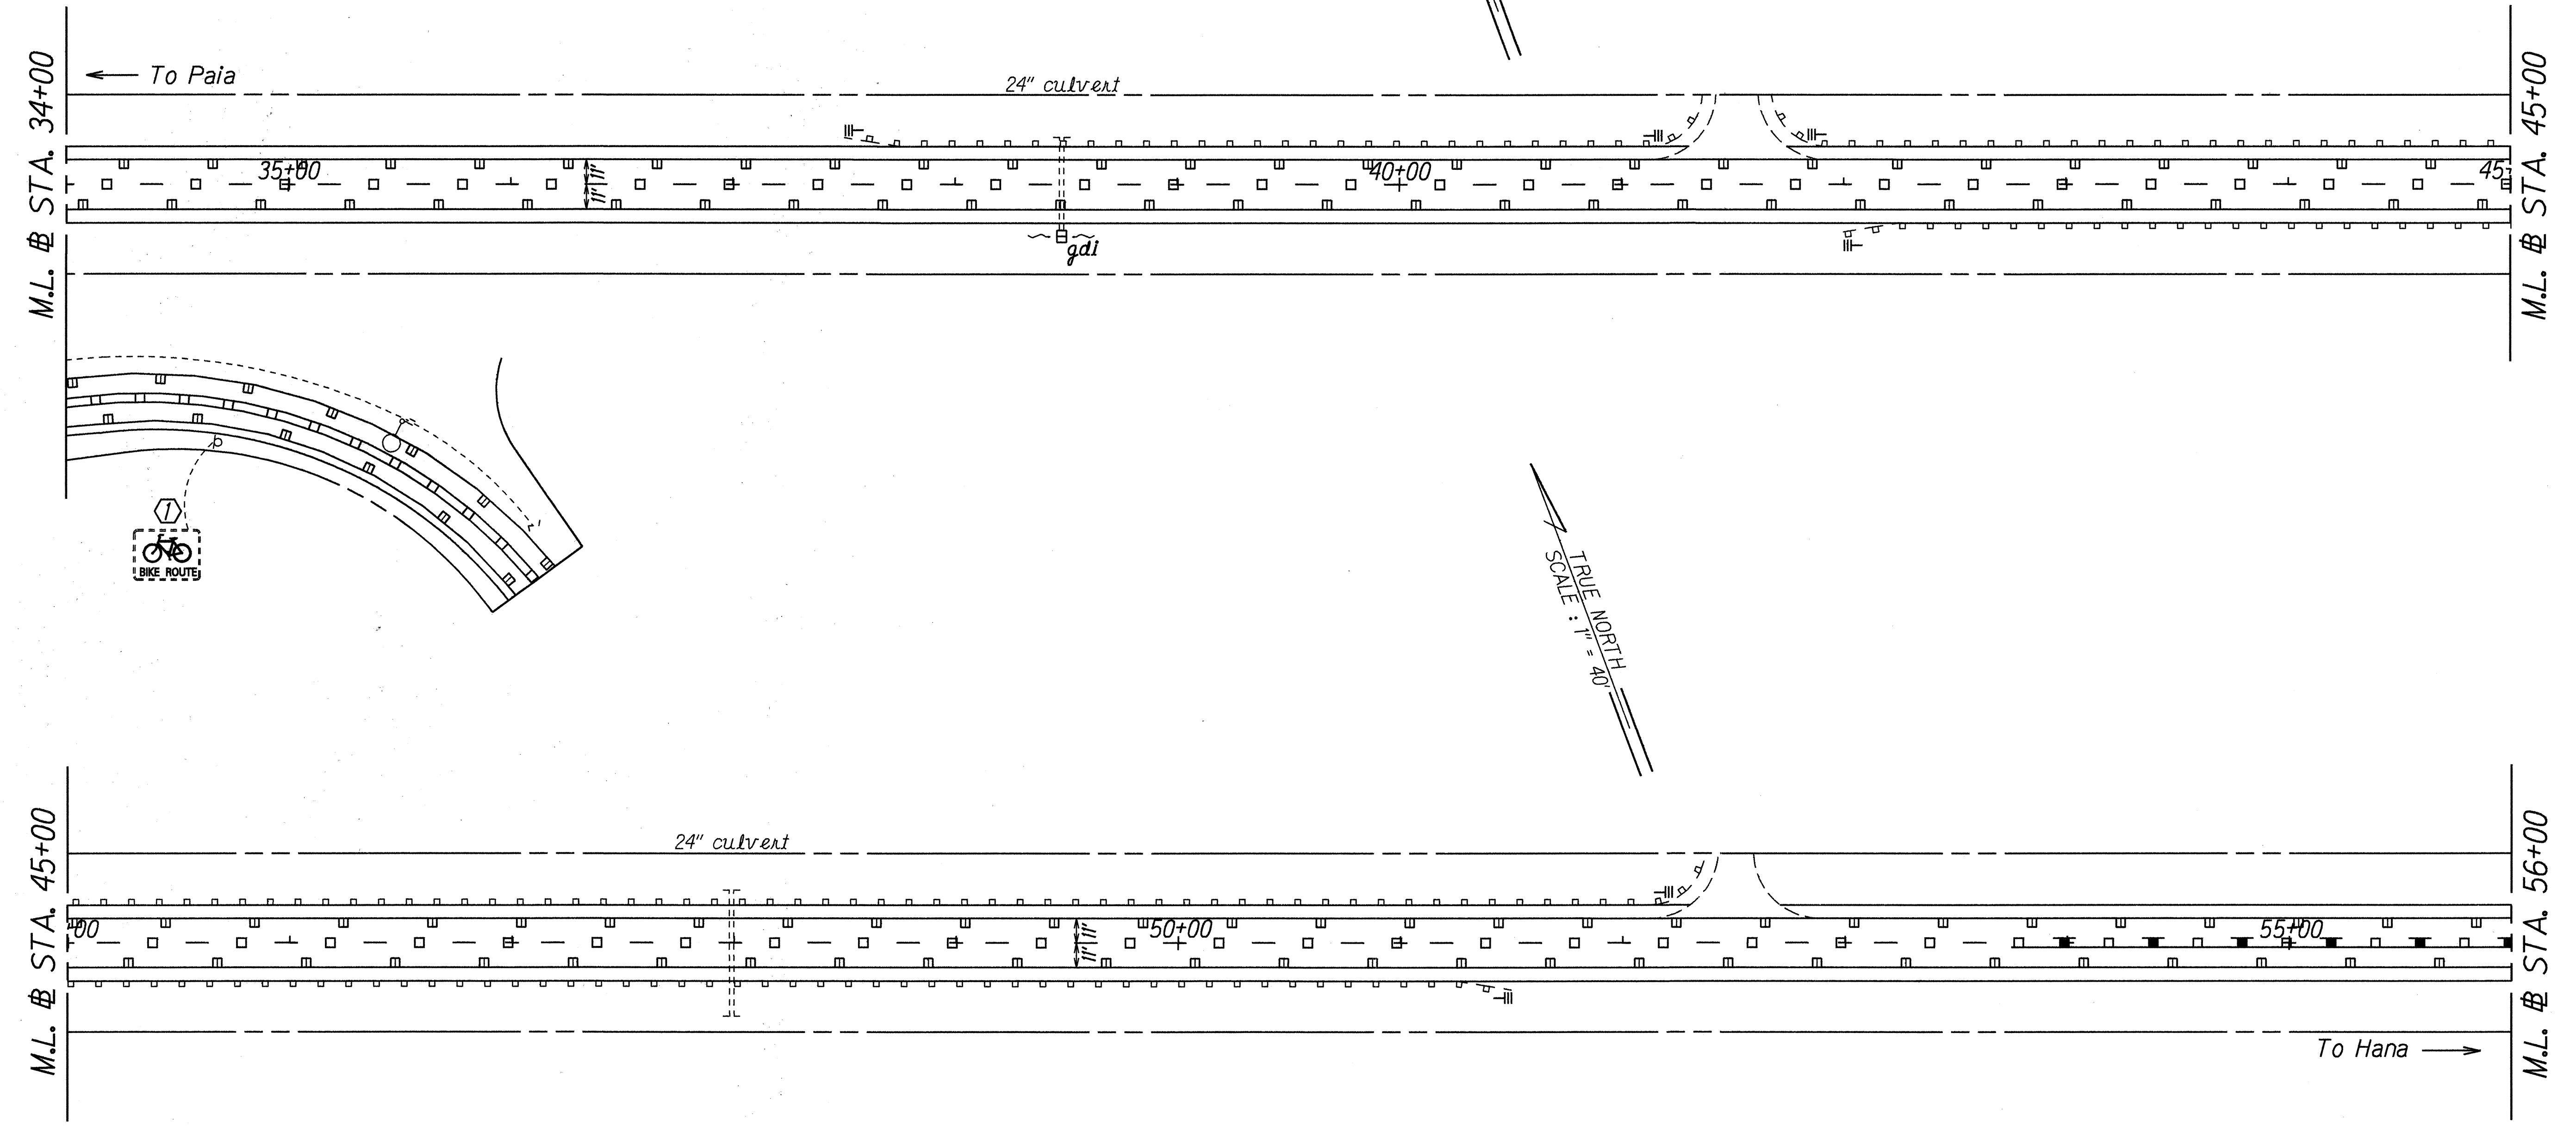 To Paia
24" culvert
M.L. ℄ STA. 34+00
35+00
11'
11'
40+00
45+
M.L. ℄ STA. 45+00
gdi
1
BIKE ROUTE
TRUE NORTH
SCALE : 1" = 40'
24" culvert
M.L. ℄ STA. 45+00
00
11'
11'
50+00
55+00
M.L. ℄ STA. 56+00
To Hana